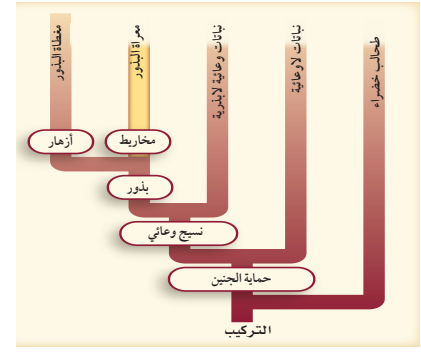 طحالب خضراء
نباتات لاوعائية
نباتات وعائية لابذرية
معراة البذور
مغطاة البذور
مخاريط
أزهار
بذور
نسيج وعائي
حماية الجنين
التركيب